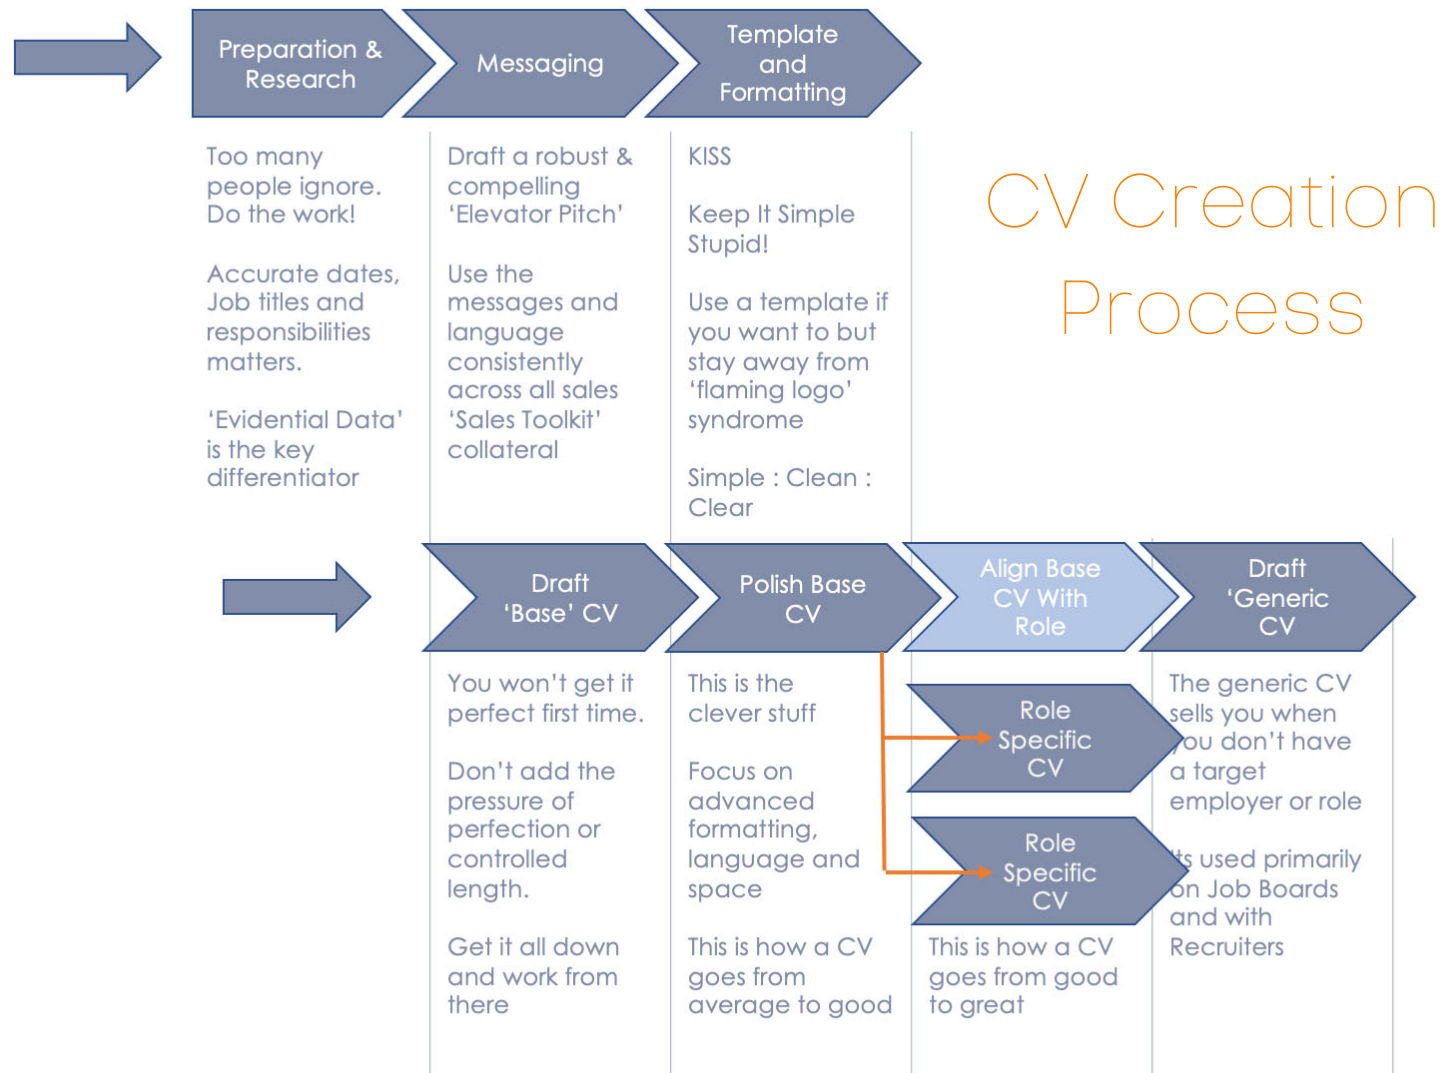 Preparation &
Research
Messaging
Template
and
Formatting
CV Creation
Process
Too many
people ignore.
Do the work!
Accurate dates,
Job titles and
responsibilities
matters.
‘Evidential Data’
is the key
differentiator
Draft a robust &
compelling
‘Elevator Pitch’
Use the
messages and
language
consistently
across all sales
‘Sales Toolkit’
collateral
KISS
Keep It Simple
Stupid!
Use a template if
you want to but
stay away from
‘flaming logo’
syndrome
Simple : Clean :
Clear
Draft
‘Base’ CV
Polish Base
CV
Align Base
CV With
Role
Draft
‘Generic
CV
You won’t get it
perfect first time.
Don’t add the
pressure of
perfection or
controlled
length.
Get it all down
and work from
there
This is the
clever stuff
Focus on
advanced
formatting,
language and
space
This is how a CV
goes from
average to good
Role
Specific
CV
Role
Specific
CV
This is how a CV
goes from good
to great
The generic CV
sells you when
you don’t have
a target
employer or role
Its used primarily
on Job Boards
and with
Recruiters